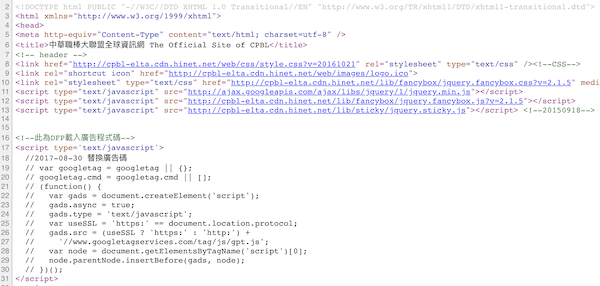 2 <!DOCTYPE html PUBLIC "-//W3C//DTD XHTML 1.0 Transitional//EN" "http://www.w3.org/TR/xhtml1/DTD/xhtml1-transitional.dtd">
3 <html xmlns="http://www.w3.org/1999/xhtml">
4 <head>
5 <meta http-equiv="Content-Type" content="text/html; charset=utf-8" />
6 <title>中華職棒大聯盟全球資訊網 The Official Site of CPBL</title>
7 <!-- header -->
8 <link href="http://cpbl-elta.cdn.hinet.net/web/css/style.css?v=20161021" rel="stylesheet" type="text/css" /><!--CSS-->
9 <link rel="shortcut icon" href="http://cpbl-elta.cdn.hinet.net/web/images/logo.ico">
10 <link rel="stylesheet" type="text/css" href="http://cpbl-elta.cdn.hinet.net/lib/fancybox/jquery.fancybox.css?v=2.1.5" medi
11 <script type="text/javascript" src="http://ajax.googleapis.com/ajax/libs/jquery/1/jquery.min.js"></script>
12 <script type="text/javascript" src="http://cpbl-elta.cdn.hinet.net/lib/fancybox/jquery.fancybox.js?v=2.1.5"></script>
13 <script type="text/javascript" src="http://cpbl-elta.cdn.hinet.net/lib/sticky/jquery.sticky.js"></script><!--20150918-->
14
15
16 <!--此為DFP載入廣告程式碼-->
17 <script type='text/javascript'>
18 //2017-08-30 替換廣告碼
19 // var googletag = googletag || {};
20 // googletag.cmd = googletag.cmd || [];
21 // (function() {
22 // var gads = document.createElement('script');
23 // gads.async = true;
24 // gads.type = 'text/javascript';
25 // var useSSL = 'https:' == document.location.protocol;
26 // gads.src = (useSSL ? 'https:' : 'http:') +
27 // '//www.googletagservices.com/tag/js/gpt.js';
28 // var node = document.getElementsByTagName('script')[0];
29 // node.parentNode.insertBefore(gads, node);
30 // })();
31 </script>